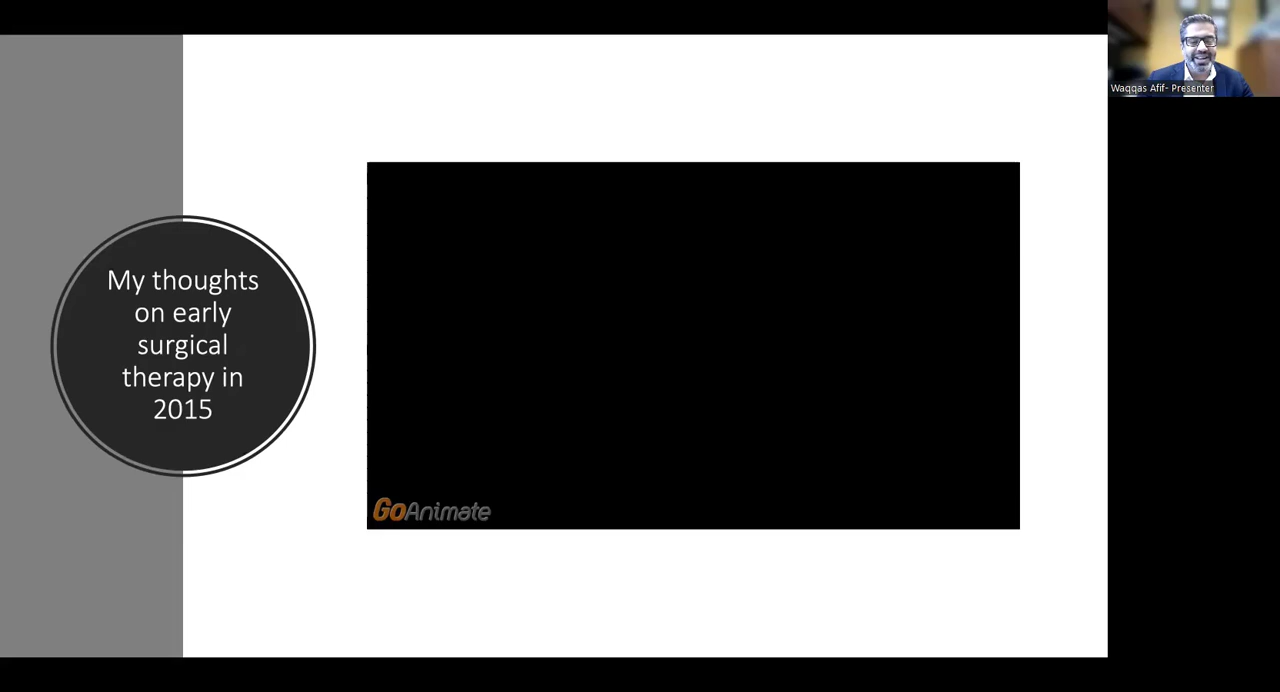 My thoughts
on early
surgical
therapy in
2015
GoAnimate
Waqqas Afif- Presenter